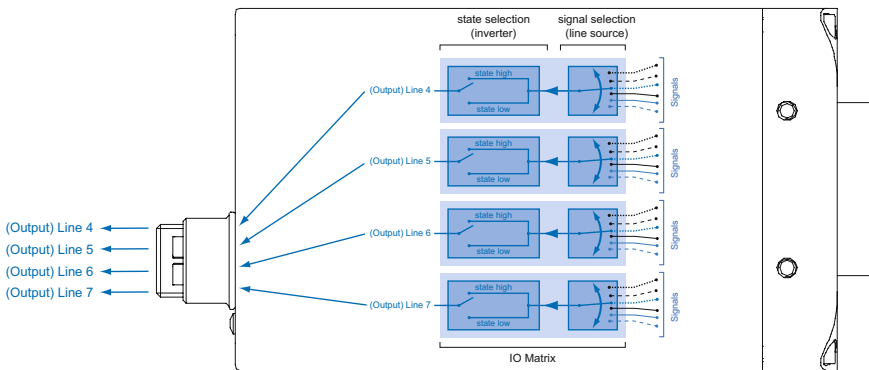 state selection
(inverter)
signal selection
(line source)
state high
(Output) Line 4
state low
Signals
state high
(Output) Line 5
state low
Signals
state high
(Output) Line 6
state low
Signals
state high
(Output) Line 7
state low
Signals
(Output) Line 4
(Output) Line 5
(Output) Line 6
(Output) Line 7
IO Matrix